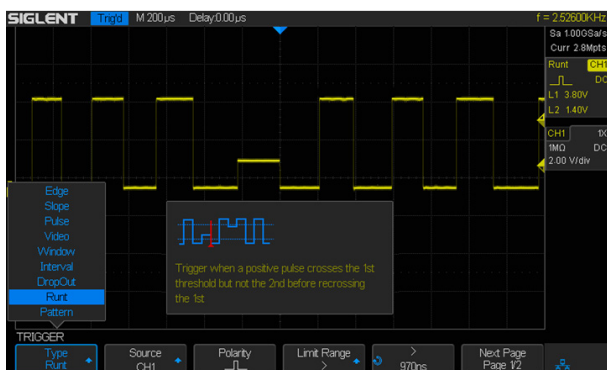 SIGLENT Trig'd M 200µs Delay:0.00µs f = 2.52600KHz
Sa 1.00GSa/s
Curr 2.8Mpts
Runt CH1
DC
L1 3.80V
L2 1.40V
CH1 1X
1MΩ DC
2.00 V/div
Edge
Slope
Pulse
Video
Window
Interval
DropOut
Runt
Pattern
Trigger when a positive pulse crosses the 1st
threshold but not the 2nd before recrossing
the 1st
TRIGGER
Type Source Polarity Limit Range > Next Page
Runt CH1 > 970ns Page 1/2